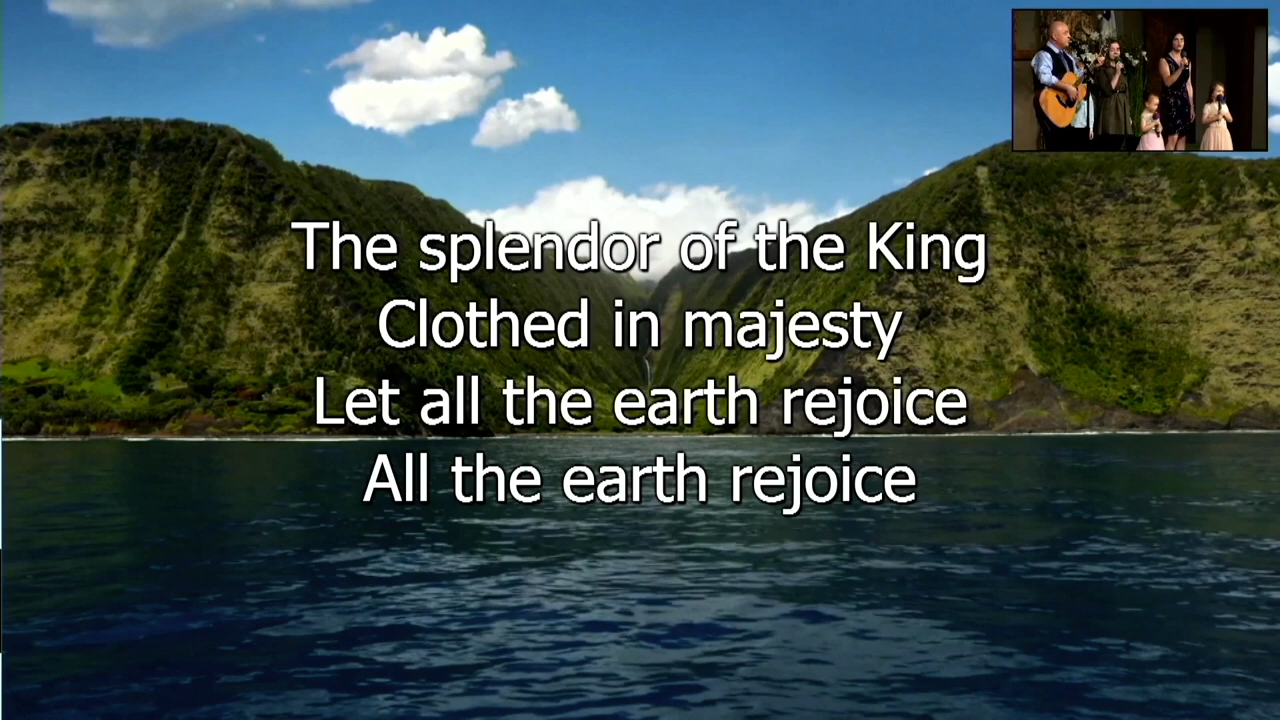 The splendor of the King
Clothed in majesty
Let all the earth rejoice
All the earth rejoice